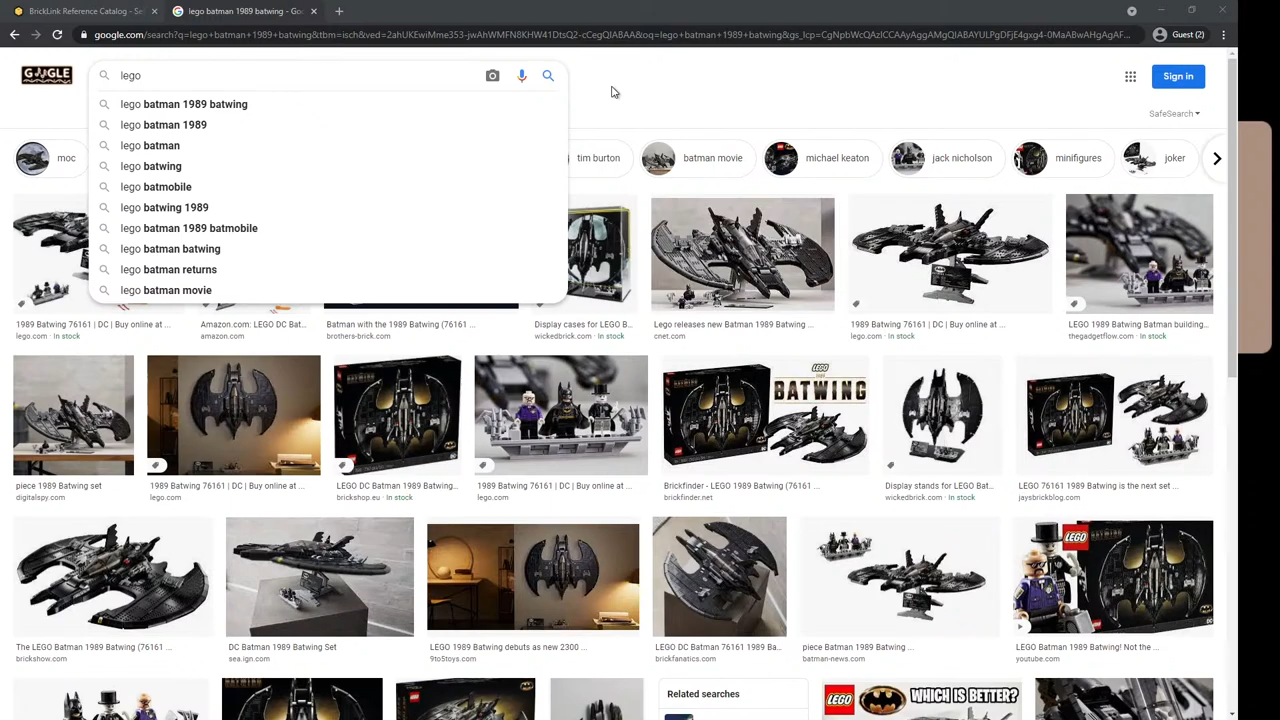 BrickLink Reference Catalog - Se
lego batman 1989 batwing - Goo
google.com/search?q=lego+batman+1989+batwing&tbm=isch&ved=2ahUKEwiMme353-jwAhWMFN8KHW41DtsQ2-cCegQIABAA&oq=lego+batman+1989+batwing&gs_lcp=CgNpbWcQAzICCAAyAggAMgQIABAYULPgDFjE4gxg4-0MaABwAHgAgAF...
Guest (2)
lego
Sign in
lego batman 1989 batwing
lego batman 1989
lego batman
lego batwing
lego batmobile
lego batwing 1989
lego batman 1989 batmobile
lego batman batwing
lego batman returns
lego batman movie
SafeSearch
moc
tim burton
batman movie
michael keaton
jack nicholson
minifigures
joker
1989 Batwing 76161 | DC | Buy online at ...
lego.com · In stock
Amazon.com: LEGO DC Bat...
amazon.com
Batman with the 1989 Batwing (76161 ...
brothers-brick.com
Display cases for LEGO B...
wickedbrick.com · In stock
Lego releases new Batman 1989 Batwing ...
cnet.com
1989 Batwing 76161 | DC | Buy online at ...
lego.com · In stock
LEGO 1989 Batwing Batman building...
thegadgetflow.com · In stock
LEGO
BATWING
piece 1989 Batwing set
digitalspy.com
1989 Batwing 76161 | DC | Buy online at ...
lego.com
LEGO DC Batman 1989 Batwing...
brickshop.eu · In stock
1989 Batwing 76161 | DC | Buy online at ...
lego.com
Brickfinder - LEGO 1989 Batwing (76161 ...
brickfinder.net
Display stands for LEGO Bat...
wickedbrick.com · In stock
LEGO 76161 1989 Batwing is the next set ...
jaysbrickblog.com
LEGO
The LEGO Batman 1989 Batwing (76161 ...
brickshow.com
DC Batman 1989 Batwing Set
sea.ign.com
LEGO 1989 Batwing debuts as new 2300 ...
9to5toys.com
LEGO DC Batman 76161 1989 Ba...
brickfanatics.com
piece Batman 1989 Batwing ...
batman-news.com
LEGO Batman Batwing! Not the ...
youtube.com
Related searches
LEGO
WHICH IS BETTER?